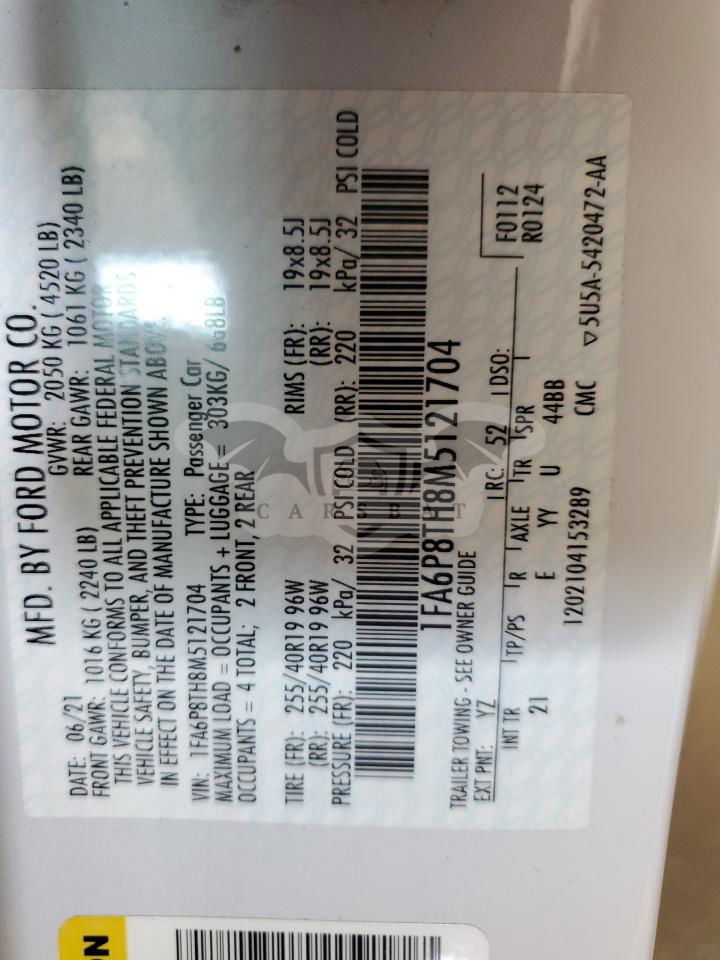 MFD. BY FORD MOTOR CO.
DATE: 06/21 GVWR: 2050 KG ( 4520 LB)
FRONT GAWR: 1016 KG ( 2240 LB) REAR GAWR: 1061 KG ( 2340 LB)
THIS VEHICLE CONFORMS TO ALL APPLICABLE FEDERAL MOTOR
VEHICLE SAFETY, BUMPER, AND THEFT PREVENTION STANDARDS
IN EFFECT ON THE DATE OF MANUFACTURE SHOWN ABOVE
VIN: 1FA6P8TH8M5121704 TYPE: Passenger Car
MAXIMUM LOAD = OCCUPANTS + LUGGAGE = 303KG/ 668LB
OCCUPANTS = 4 TOTAL; 2 FRONT, 2 REAR
TIRE (FR): 255/40R19 96W RIMS (FR): 19x8.5J
(RR): 255/40R19 96W (RR): 19x8.5J
PRESSURE (FR): 220 kPa/ 32 PSI COLD (RR): 220 kPa/ 32 PSI COLD
CARSBAT
1FA6P8TH8M5121704
TRAILER TOWING - SEE OWNER GUIDE
EXT PNT: YZ RC: 52 DSO: F0112
R0124
INT TR TP/PS R AXLE TR SPR
21 E YY U 44BB
1202104153289 CMC ▽5U5A-5420472-AA
ON